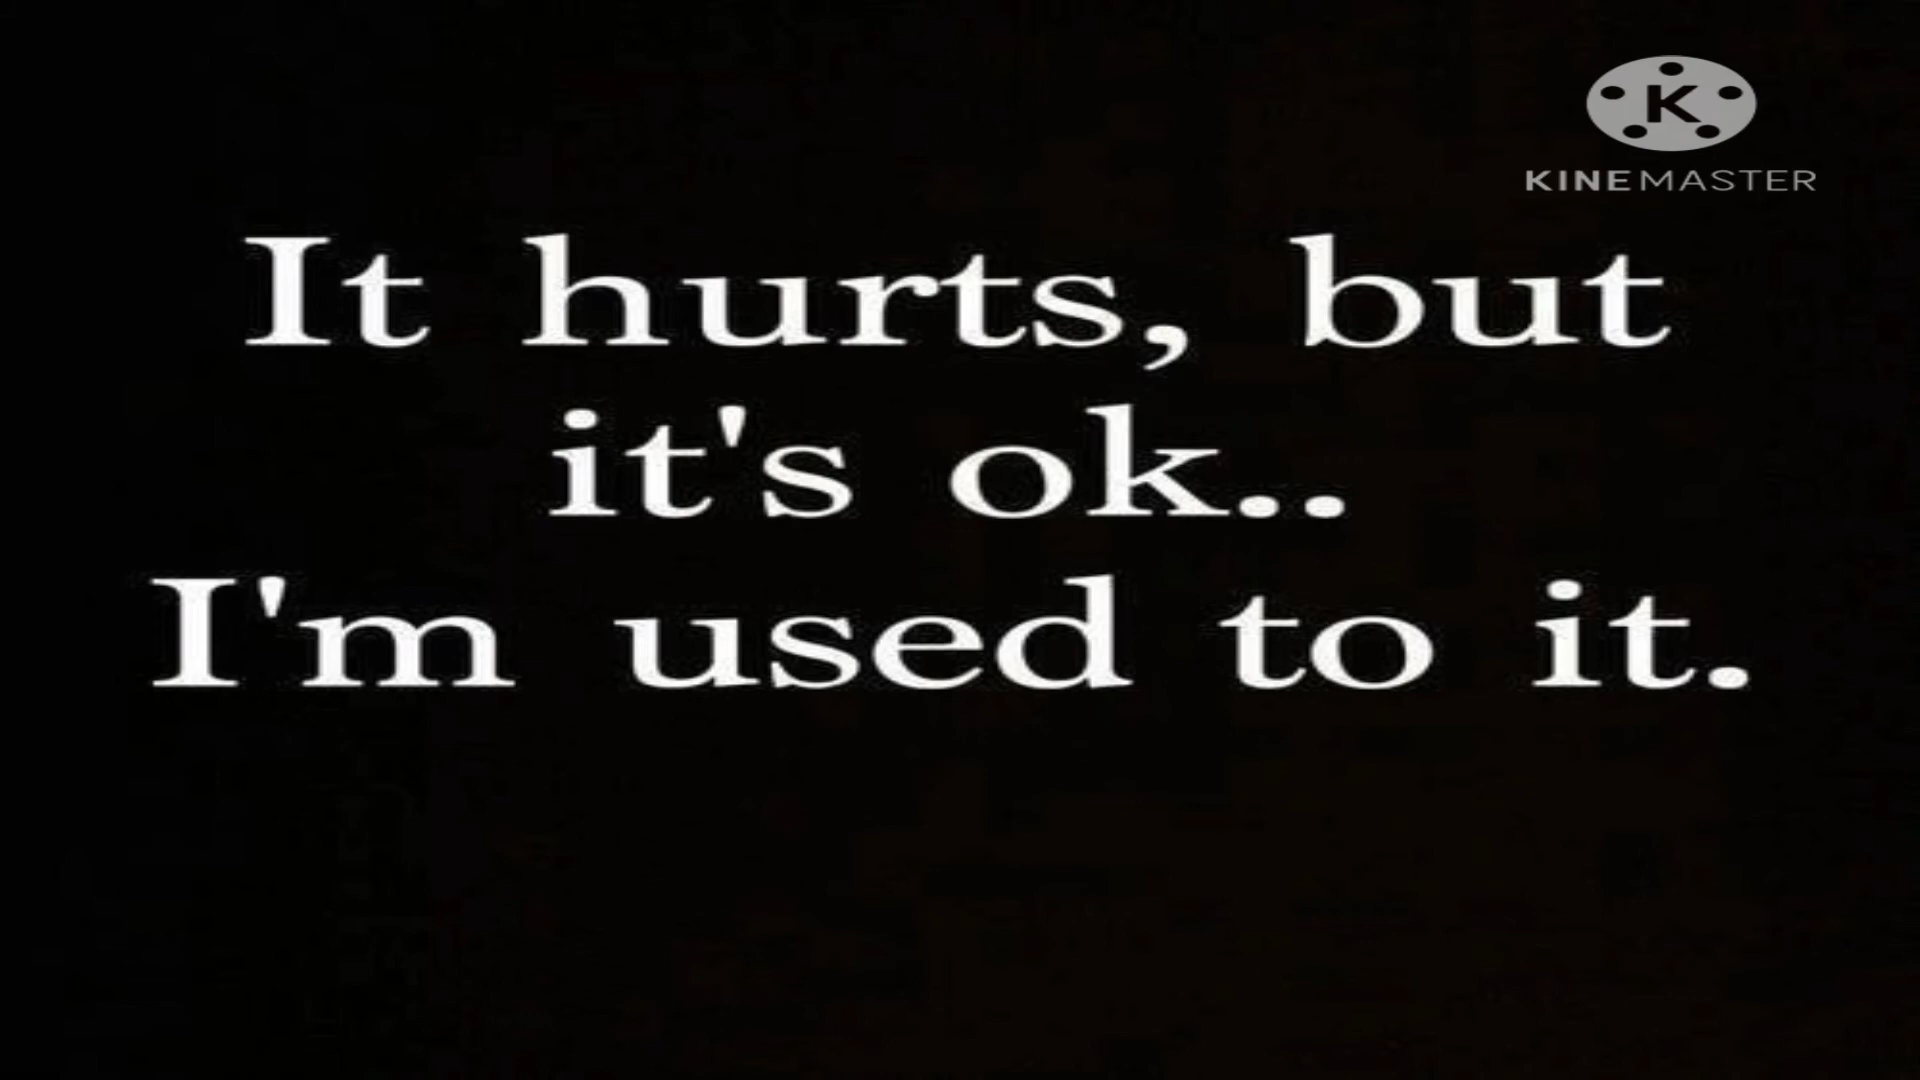 K
KINEMASTER
It hurts, but
it's ok..
I'm used to it.